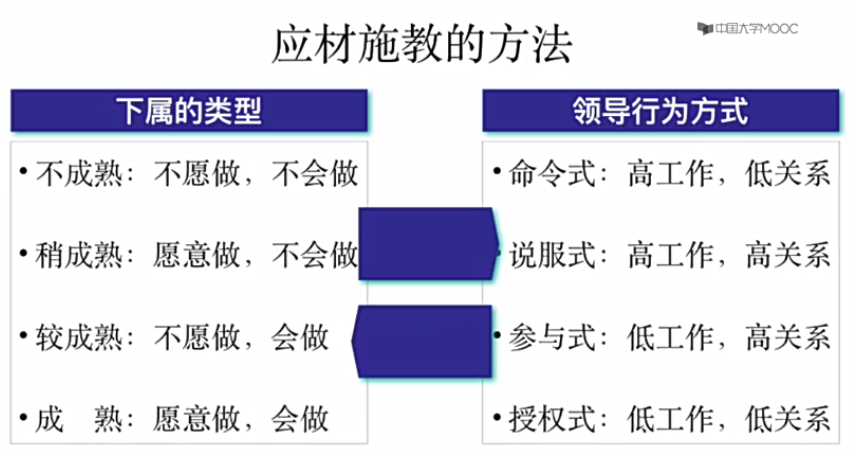 中国大学MOOC
应材施教的方法
下属的类型
• 不成熟：不愿做，不会做
• 稍成熟：愿意做，不会做
• 较成熟：不愿做，会做
• 成　熟：愿意做，会做
领导行为方式
• 命令式：高工作，低关系
• 说服式：高工作，高关系
• 参与式：低工作，高关系
• 授权式：低工作，低关系